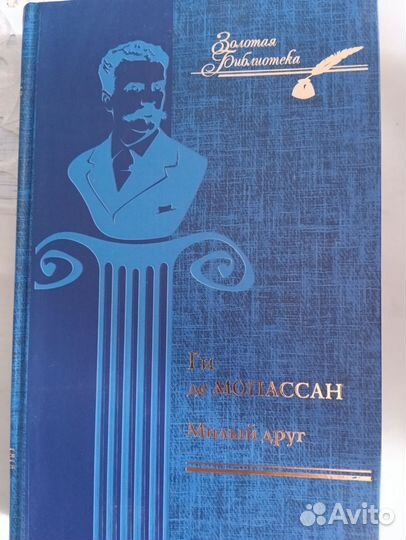 Золотая
Библиотека
Ги
де МОПАССАН
Милый друг
Avito